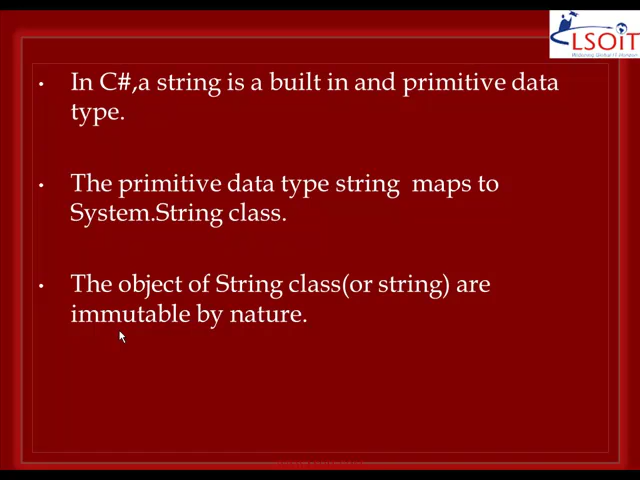 LSOiT
• In C#,a string is a built in and primitive data
type.
• The primitive data type string maps to
System.String class.
• The object of String class(or string) are
immutable by nature.